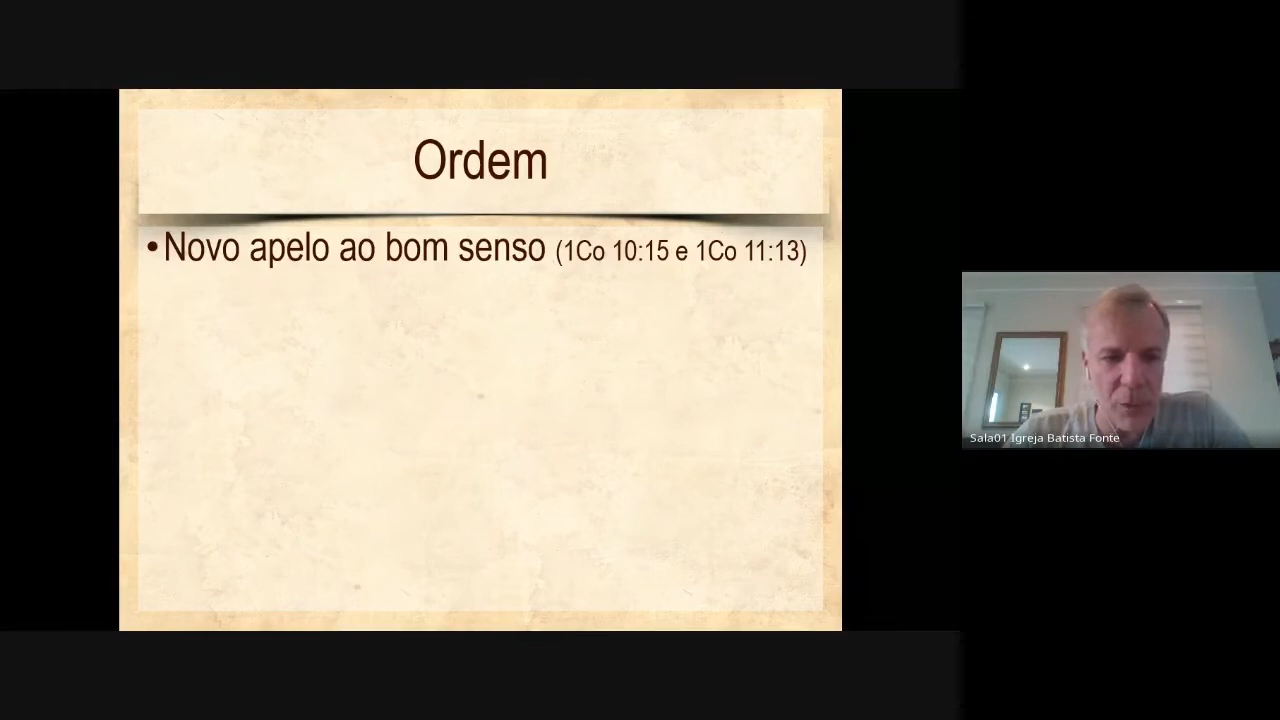 Ordem
•Novo apelo ao bom senso (1Co 10:15 e 1Co 11:13)
Sala01 Igreja Batista Fonte